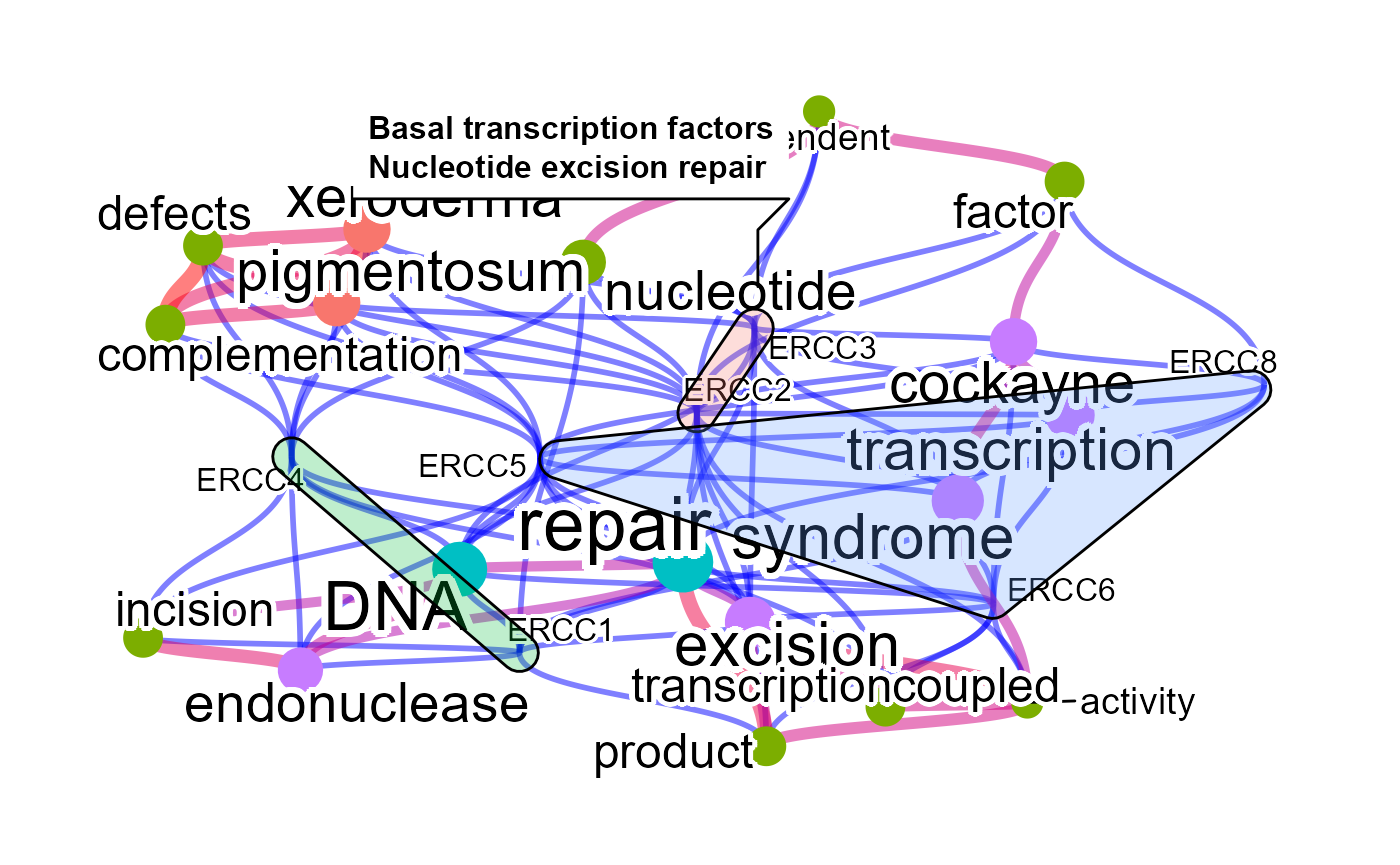 Basal transcription factors
Nucleotide excision repair
endent
defects
xeroderma
factor
pigmentosum
nucleotide
complementation
ERCC3
ERCC8
ERCC2
cockayne
transcription
ERCC5
ERCC4
repair
syndrome
ERCC6
incision
DNA
ERCC1
excision
transcriptioncoupled
activity
endonuclease
product